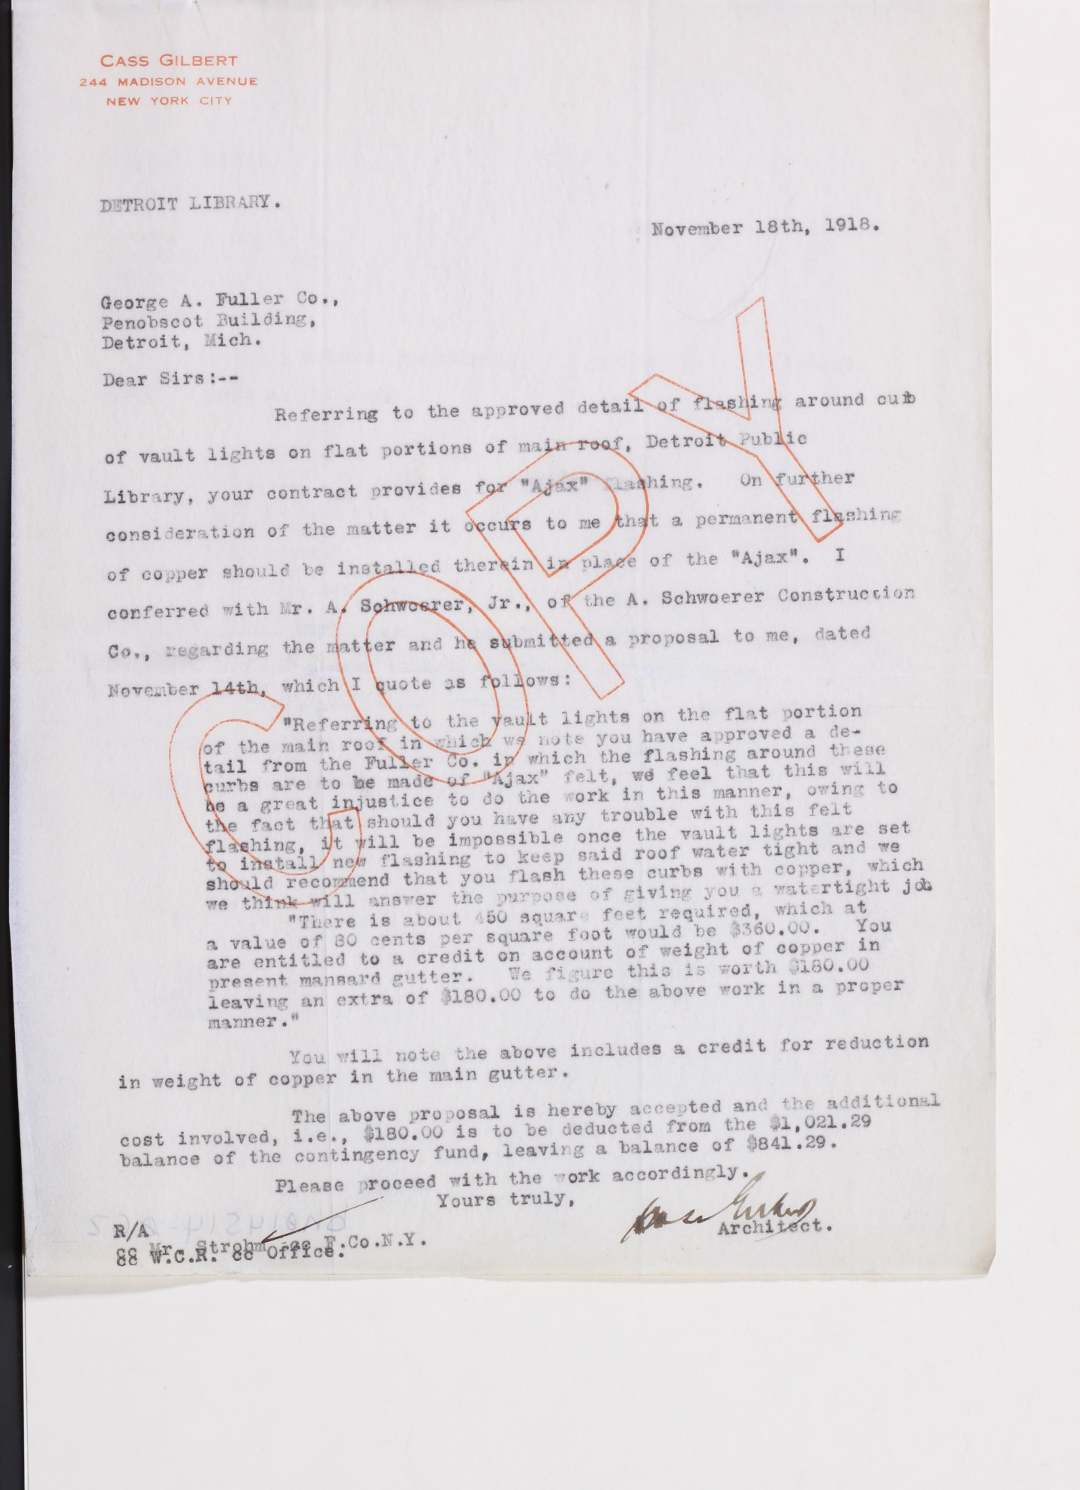 CASS GILBERT
244 MADISON AVENUE
NEW YORK CITY
DETROIT LIBRARY.
November 18th, 1918.
George A. Fuller Co.,
Penobscot Building,
Detroit, Mich.
Dear Sirs:--
Referring to the approved detail of flashing around curb
of vault lights on flat portions of main roof, Detroit Public
Library, your contract provides for "Ajax" flashing. On further
consideration of the matter it occurs to me that a permanent flashing
of copper should be installed therein in place of the "Ajax". I
conferred with Mr. A. Schwoerer, Jr., of the A. Schwoerer Construccion
Co., regarding the matter and he submitted a proposal to me, dated
November 14th, which I quote as follows:
"Referring to the vault lights on the flat portion
of the main roof in which we note you have approved a de-
tail from the Fuller Co. in which the flashing around these
curbs are to be made of "Ajax" felt, we feel that this will
be a great injustice to do the work in this manner, owing to
the fact that should you have any trouble with this felt
flashing, it will be impossible once the vault lights are set
to install new flashing to keep said roof water tight and we
should recommend that you flash these curbs with copper, which
we think will answer the purpose of giving you a watertight job
"There is about 450 square feet required, which at
a value of 80 cents per square foot would be $360.00. You
are entitled to a credit on account of weight of copper in
present mansard gutter. We figure this is worth $180.00
leaving an extra of $180.00 to do the above work in a proper
manner."
You will note the above includes a credit for reduction
in weight of copper in the main gutter.
The above proposal is hereby accepted and the additional
cost involved, i.e., $180.00 is to be deducted from the $1,021.29
balance of the contingency fund, leaving a balance of $841.29.
Please proceed with the work accordingly.
Yours truly,
Cass Gilbert
Architect.
R/A
cc Mr. Strohm cc F.Co.N.Y.
cc W.C.R. cc Office.
COPY